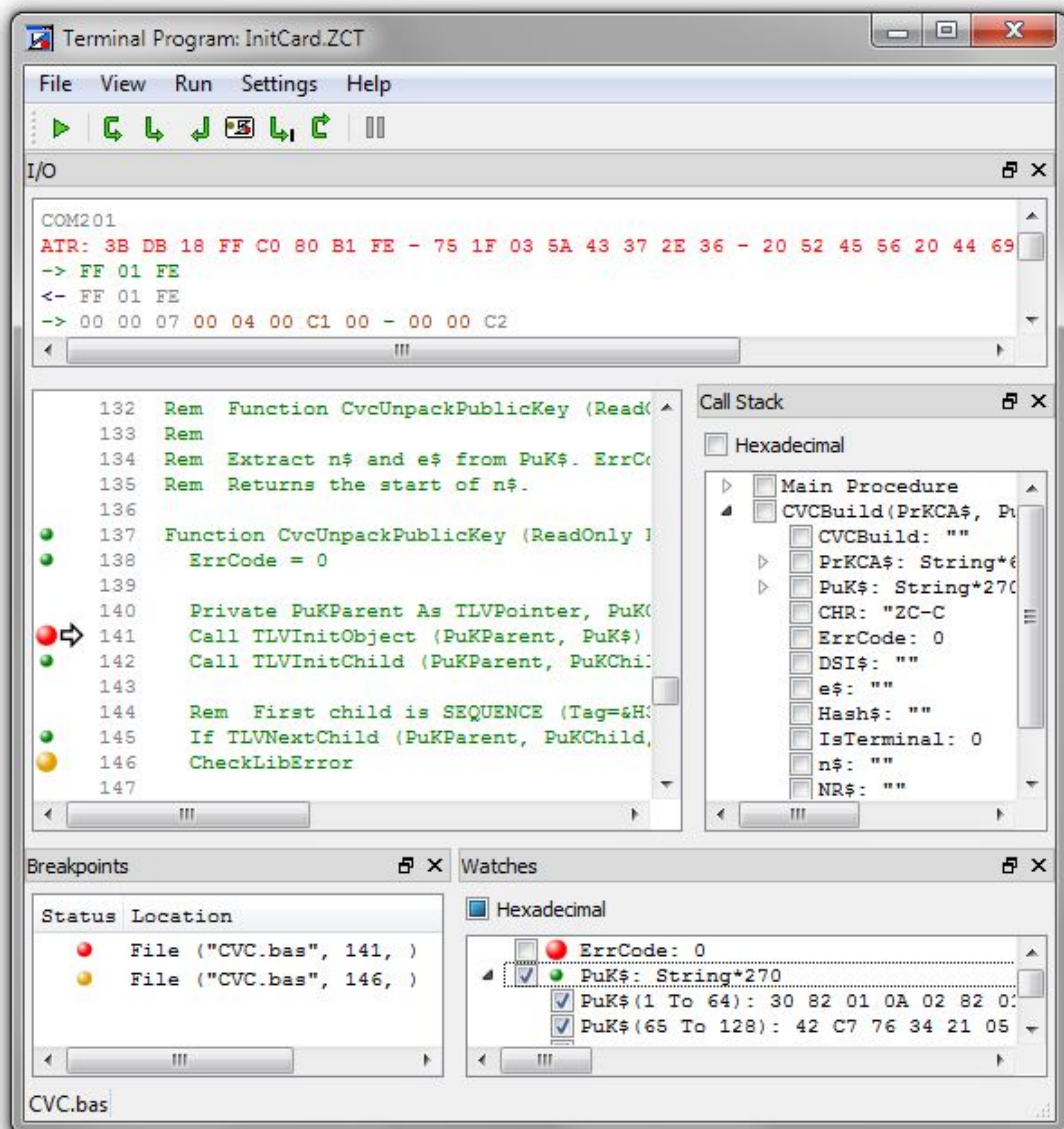 Terminal Program: InitCard.ZCT
File View Run Settings Help
I/O
COM201
ATR: 3B DB 18 FF C0 80 B1 FE - 75 1F 03 5A 43 37 2E 36 - 20 52 45 56 20 44 69
-> FF 01 FE
<- FF 01 FE
-> 00 00 07 00 04 00 C1 00 - 00 00 C2
132 Rem Function CvcUnpackPublicKey (Read
133 Rem
134 Rem Extract n$ and e$ from PuK$. ErrCo
135 Rem Returns the start of n$.
136
137 Function CvcUnpackPublicKey (ReadOnly
138 ErrCode = 0
139
140 Private PuKParent As TLVPointer, PuK
141 Call TLVInitObject (PuKParent, PuK$)
142 Call TLVInitChild (PuKParent, PuKChil
143
144 Rem First child is SEQUENCE (Tag=&H3
145 If TLVNextChild (PuKParent, PuKChild,
146 CheckLibError
147
Call Stack
Hexadecimal
Main Procedure
CVCBuild(PrKCA$, Pu
CVCBuild: ""
PrKCA$: String*6
PuK$: String*270
CHR: "ZC-C
ErrCode: 0
DSI$: ""
e$: ""
Hash$: ""
IsTerminal: 0
n$: ""
NR$: ""
Breakpoints
Status Location
File ("CVC.bas", 141, )
File ("CVC.bas", 146, )
Watches
Hexadecimal
ErrCode: 0
PuK$: String*270
PuK$(1 To 64): 30 82 01 0A 02 82 01
PuK$(65 To 128): 42 C7 76 34 21 05
CVC.bas